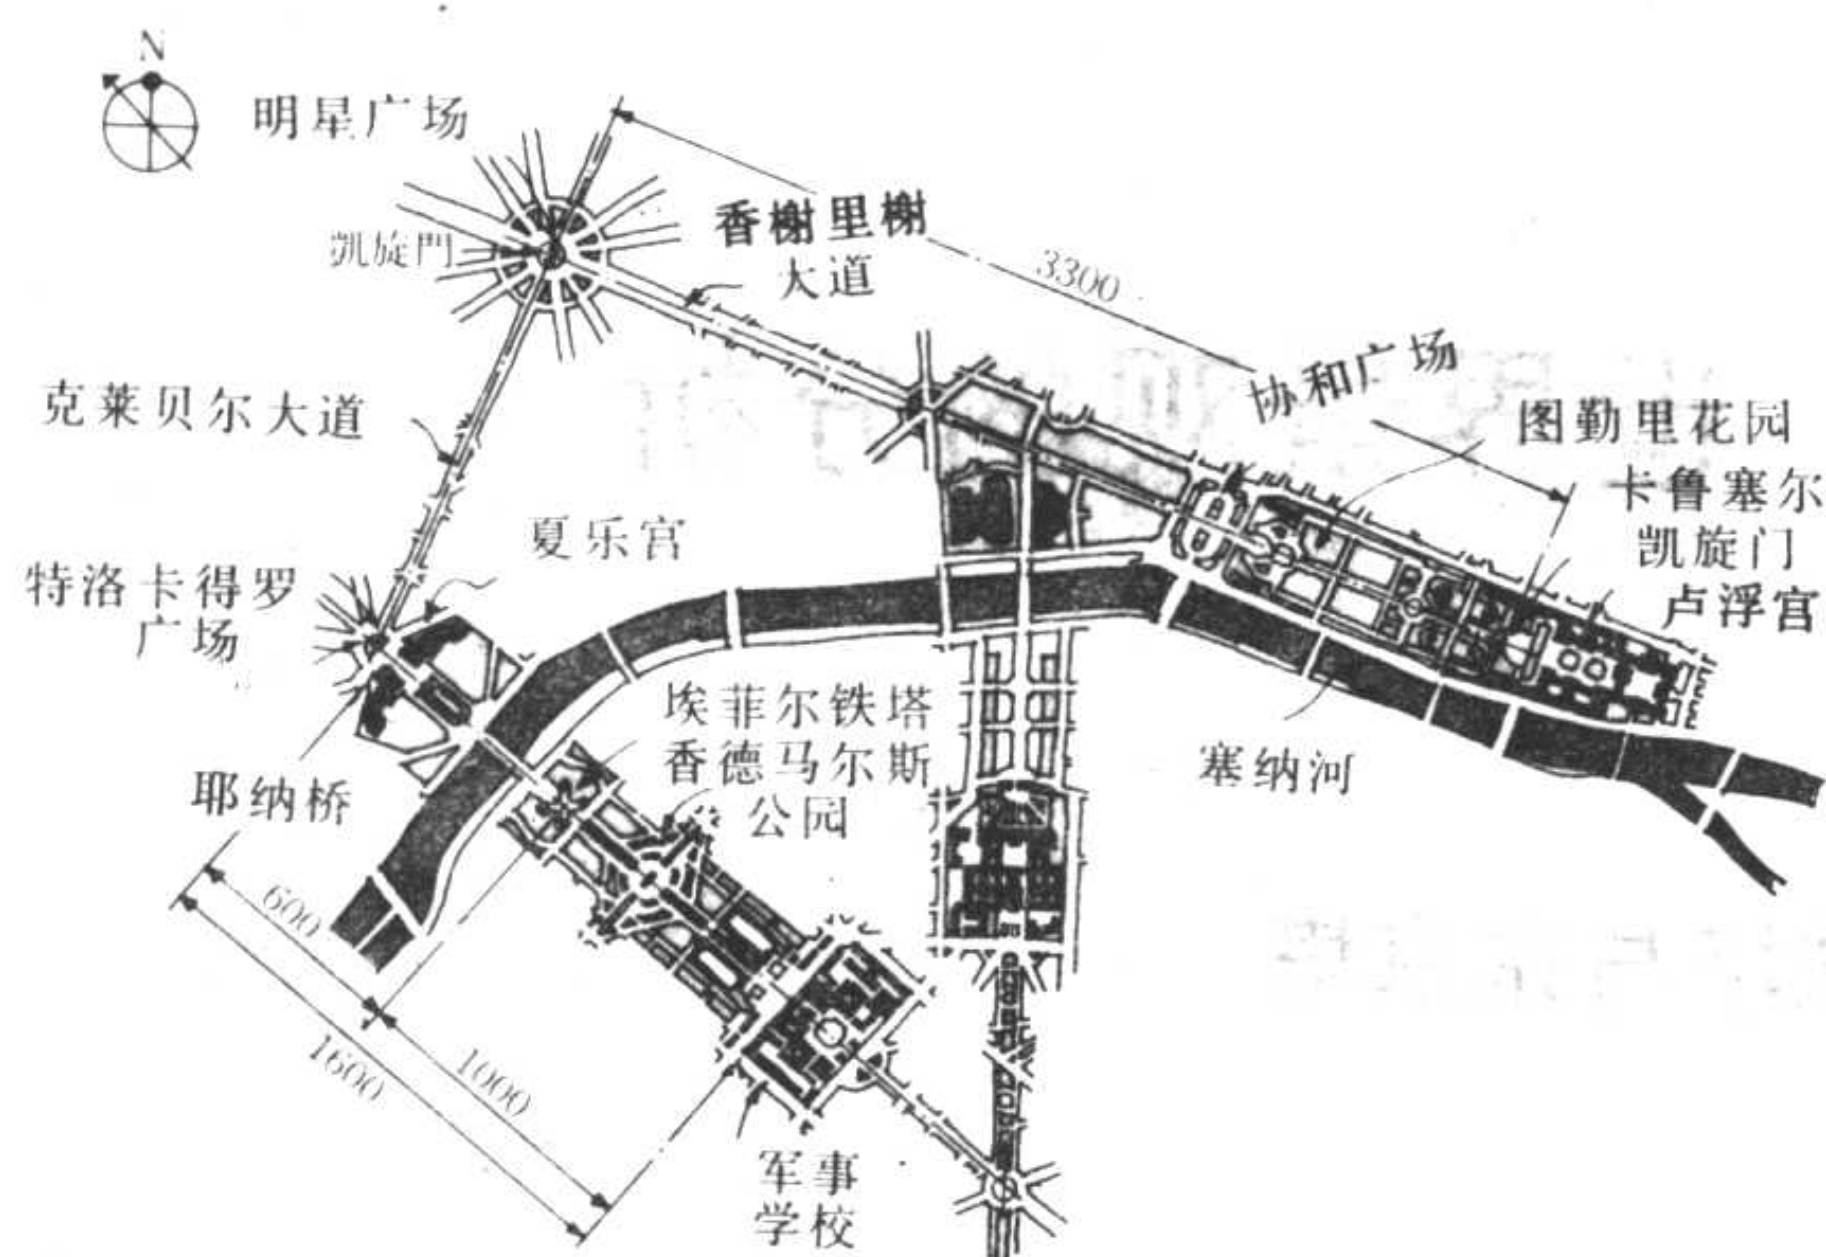 N
明星广场
凯旋門
香榭里榭
大道
3300
协和广场
图勤里花园
卡鲁塞尔
凯旋门
卢浮宫
克莱贝尔大道
夏乐宫
特洛卡得罗
广场
埃菲尔铁塔
香德马尔斯
公园
塞纳河
耶纳桥
600
1600
1000
军事
学校